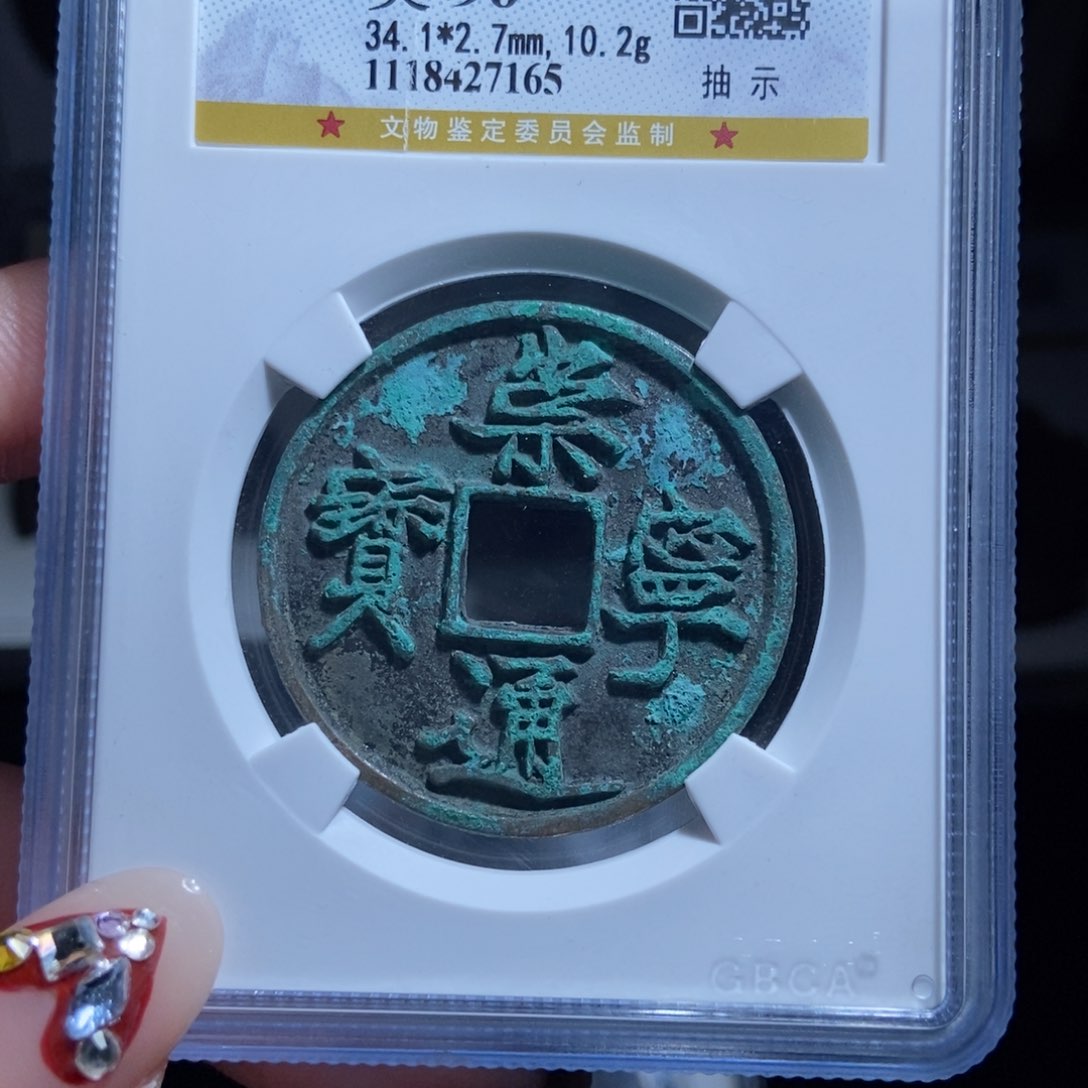 34.1*2.7mm, 10.2g
1118427165
抽示
文物鉴定委员会监制
崇寧通寶
GBCA